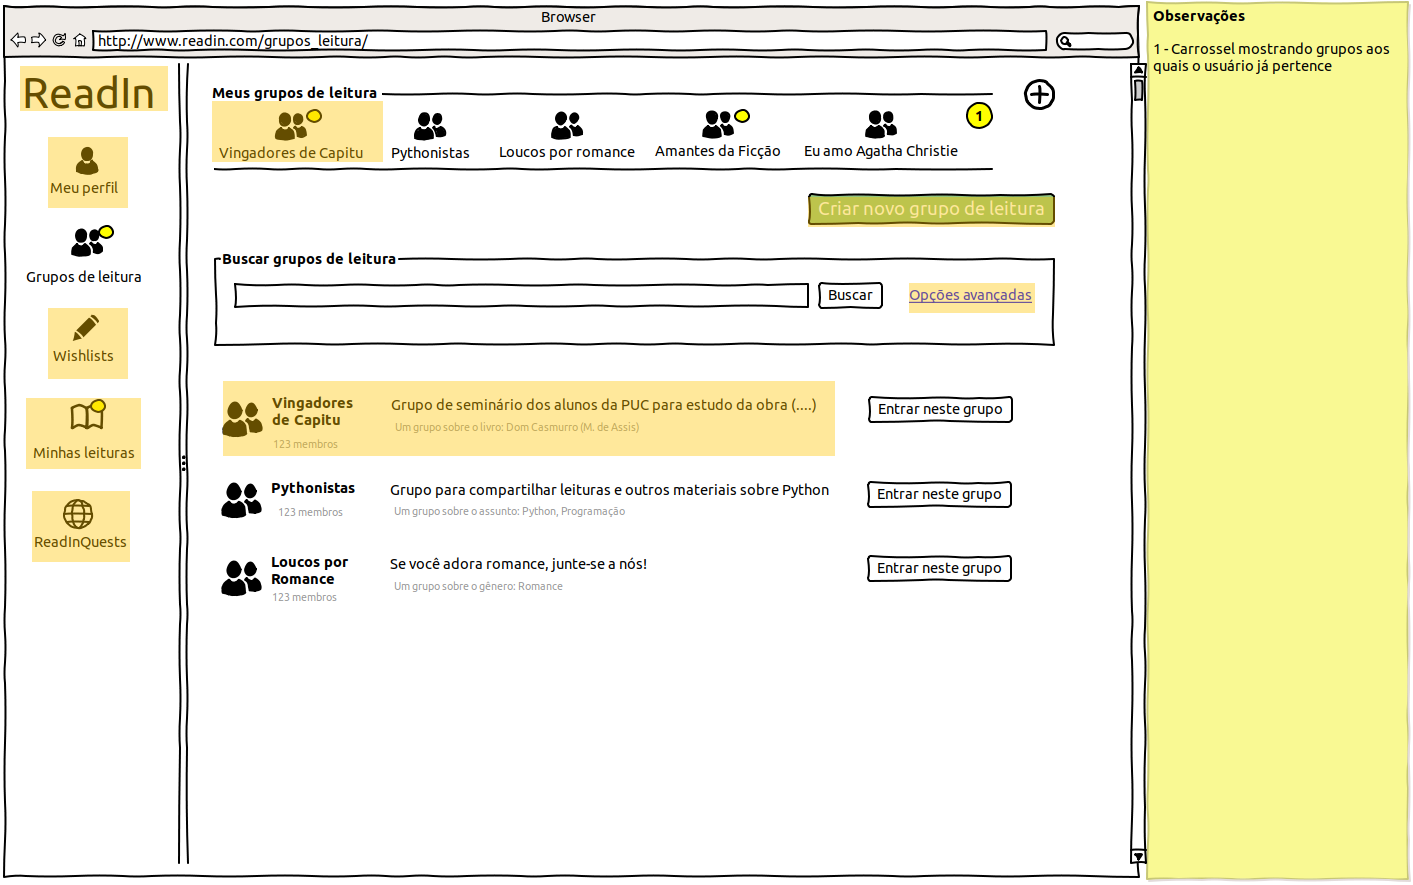 Browser
http://www.readin.com/grupos_leitura/
ReadIn
Meu perfil
Grupos de leitura
Wishlists
Minhas leituras
ReadInQuests
Meus grupos de leitura
Vingadores de Capitu
Pythonistas
Loucos por romance
Amantes da Ficção
Eu amo Agatha Christie
1
Criar novo grupo de leitura
Buscar grupos de leitura
Buscar
Opções avançadas
Vingadores
de Capitu
123 membros
Grupo de seminário dos alunos da PUC para estudo da obra (....)
Um grupo sobre o livro: Dom Casmurro (M. de Assis)
Entrar neste grupo
Pythonistas
123 membros
Grupo para compartilhar leituras e outros materiais sobre Python
Um grupo sobre o assunto: Python, Programação
Entrar neste grupo
Loucos por
Romance
123 membros
Se você adora romance, junte-se a nós!
Um grupo sobre o gênero: Romance
Entrar neste grupo
Observações
1 - Carrossel mostrando grupos aos
quais o usuário já pertence